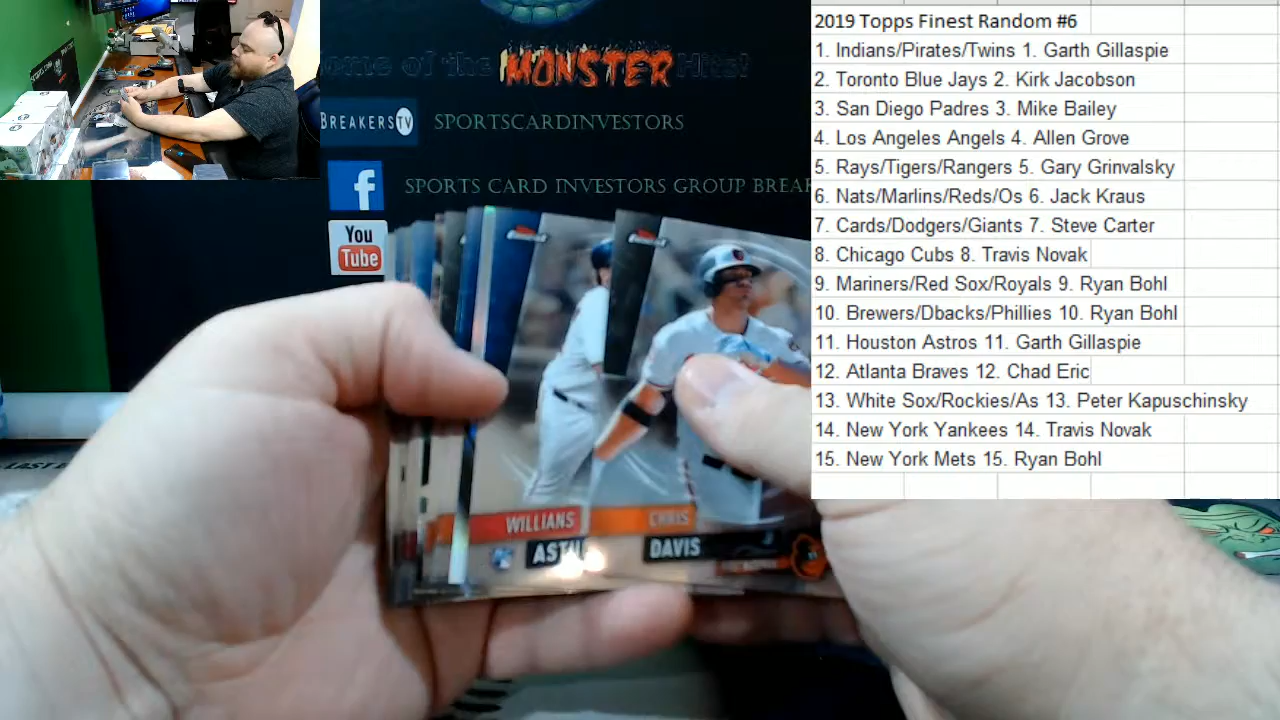 ome of the MONSTER Hits!
BREAKERSTV SPORTSCARDINVESTORS
f SPORTS CARD INVESTORS GROUP BREA
You
Tube
WILLIANS
CHRIS
DAVIS
2019 Topps Finest Random #6
1. Indians/Pirates/Twins 1. Garth Gillaspie
2. Toronto Blue Jays 2. Kirk Jacobson
3. San Diego Padres 3. Mike Bailey
4. Los Angeles Angels 4. Allen Grove
5. Rays/Tigers/Rangers 5. Gary Grinvalsky
6. Nats/Marlins/Reds/Os 6. Jack Kraus
7. Cards/Dodgers/Giants 7. Steve Carter
8. Chicago Cubs 8. Travis Novak
9. Mariners/Red Sox/Royals 9. Ryan Bohl
10. Brewers/Dbacks/Phillies 10. Ryan Bohl
11. Houston Astros 11. Garth Gillaspie
12. Atlanta Braves 12. Chad Eric
13. White Sox/Rockies/As 13. Peter Kapuschinsky
14. New York Yankees 14. Travis Novak
15. New York Mets 15. Ryan Bohl